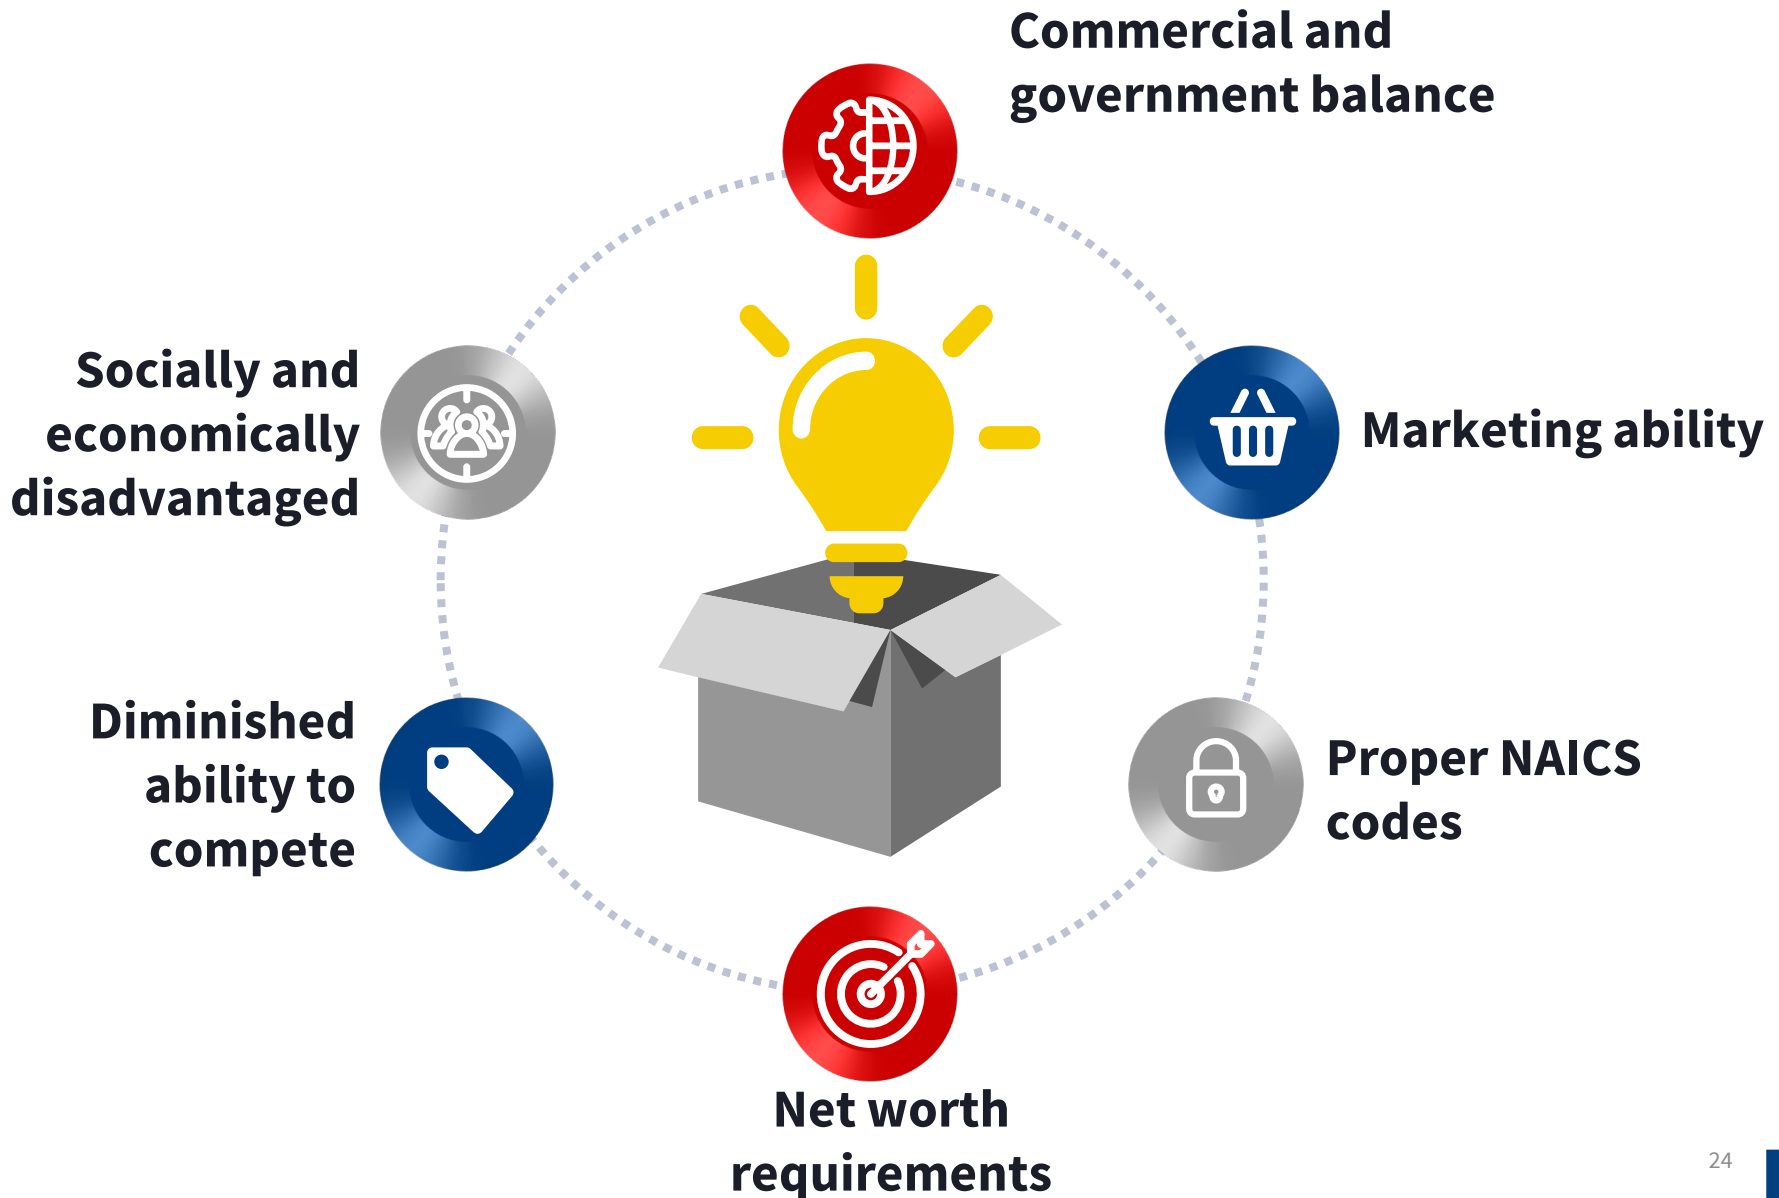 Commercial and
government balance
Socially and
economically
disadvantaged
Marketing ability
Diminished
ability to
compete
Proper NAICS
codes
Net worth
requirements
24